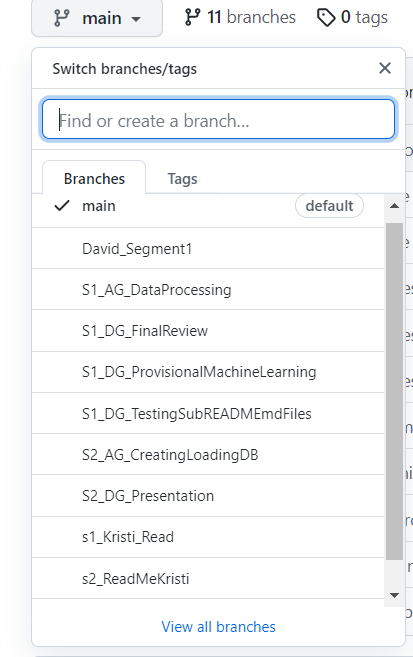 main 11 branches 0 tags
Switch branches/tags
Find or create a branch...
Branches Tags
main default
David_Segment1
S1_AG_DataProcessing
S1_DG_FinalReview
S1_DG_ProvisionalMachineLearning
S1_DG_TestingSubREADMEmdFiles
S2_AG_CreatingLoadingDB
S2_DG_Presentation
s1_Kristi_Read
s2_ReadMeKristi
View all branches